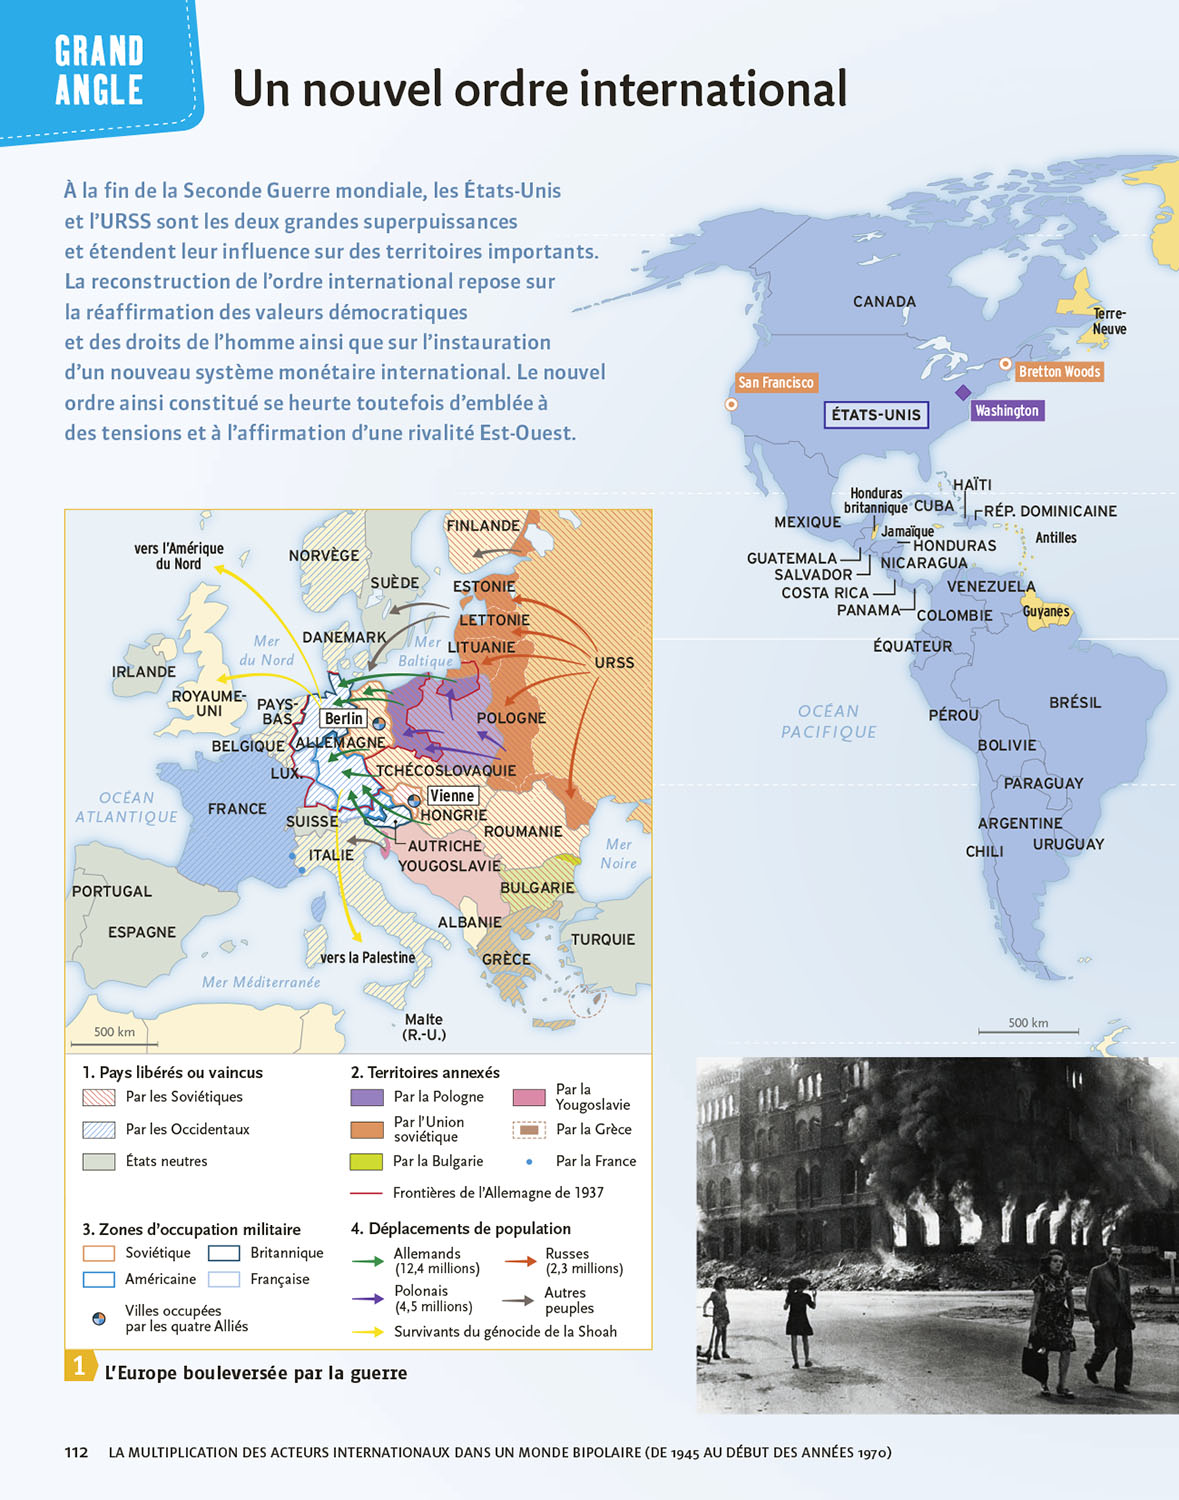 GRAND
ANGLE
Un nouvel ordre international
À la fin de la Seconde Guerre mondiale, les États-Unis
et l'URSS sont les deux grandes superpuissances
et étendent leur influence sur des territoires importants.
La reconstruction de l'ordre international repose sur
la réaffirmation des valeurs démocratiques
et des droits de l'homme ainsi que sur l'instauration
d'un nouveau système monétaire international. Le nouvel
ordre ainsi constitué se heurte toutefois d'emblée à
des tensions et à l'affirmation d'une rivalité Est-Ouest.
CANADA
Terre-
Neuve
Bretton Woods
San Francisco
Washington
ÉTATS-UNIS
HAÏTI
Honduras
britannique
CUBA
RÉP. DOMINICAINE
MEXIQUE
Jamaïque
Antilles
HONDURAS
GUATEMALA
NICARAGUA
SALVADOR
VENEZUELA
COSTA RICA
PANAMA
COLOMBIE
Guyanes
ÉQUATEUR
BRÉSIL
OCÉAN
PACIFIQUE
PÉROU
BOLIVIE
PARAGUAY
ARGENTINE
CHILI
URUGUAY
500 km
FINLANDE
vers l'Amérique
du Nord
NORVÈGE
SUÈDE
ESTONIE
LETTONIE
Mer
du Nord
DANEMARK
Mer
Baltique
LITUANIE
URSS
IRLANDE
ROYAUME-
UNI
PAYS-
BAS
Berlin
POLOGNE
BELGIQUE
ALLEMAGNE
LUX.
TCHÉCOSLOVAQUIE
OCÉAN
ATLANTIQUE
FRANCE
Vienne
SUISSE
HONGRIE
ROUMANIE
ITALIE
AUTRICHE
Mer
Noire
YOUGOSLAVIE
PORTUGAL
BULGARIE
ESPAGNE
ALBANIE
vers la Palestine
GRÈCE
TURQUIE
Mer Méditerranée
Malte
(R.-U.)
500 km
1. Pays libérés ou vaincus
Par les Soviétiques
Par les Occidentaux
États neutres
2. Territoires annexés
Par la Pologne
Par la
Yougoslavie
Par l'Union
soviétique
Par la Grèce
Par la Bulgarie
Par la France
Frontières de l'Allemagne de 1937
3. Zones d'occupation militaire
Soviétique
Britannique
Américaine
Française
Villes occupées
par les quatre Alliés
4. Déplacements de population
Allemands
(12,4 millions)
Russes
(2,3 millions)
Polonais
(4,5 millions)
Autres
peuples
Survivants du génocide de la Shoah
1 L'Europe bouleversée par la guerre
112 LA MULTIPLICATION DES ACTEURS INTERNATIONAUX DANS UN MONDE BIPOLAIRE (DE 1945 AU DÉBUT DES ANNÉES 1970)